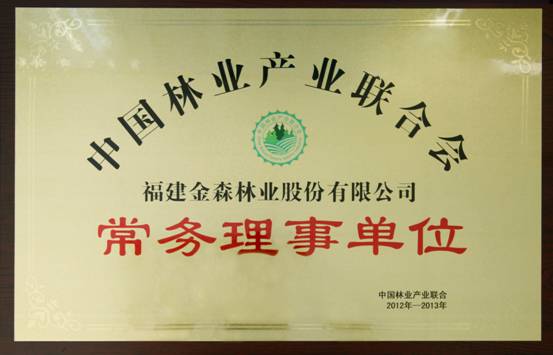 中国林业产业联合会
福建金森林业股份有限公司
常务理事单位
中国林业产业联合
2012年—2013年